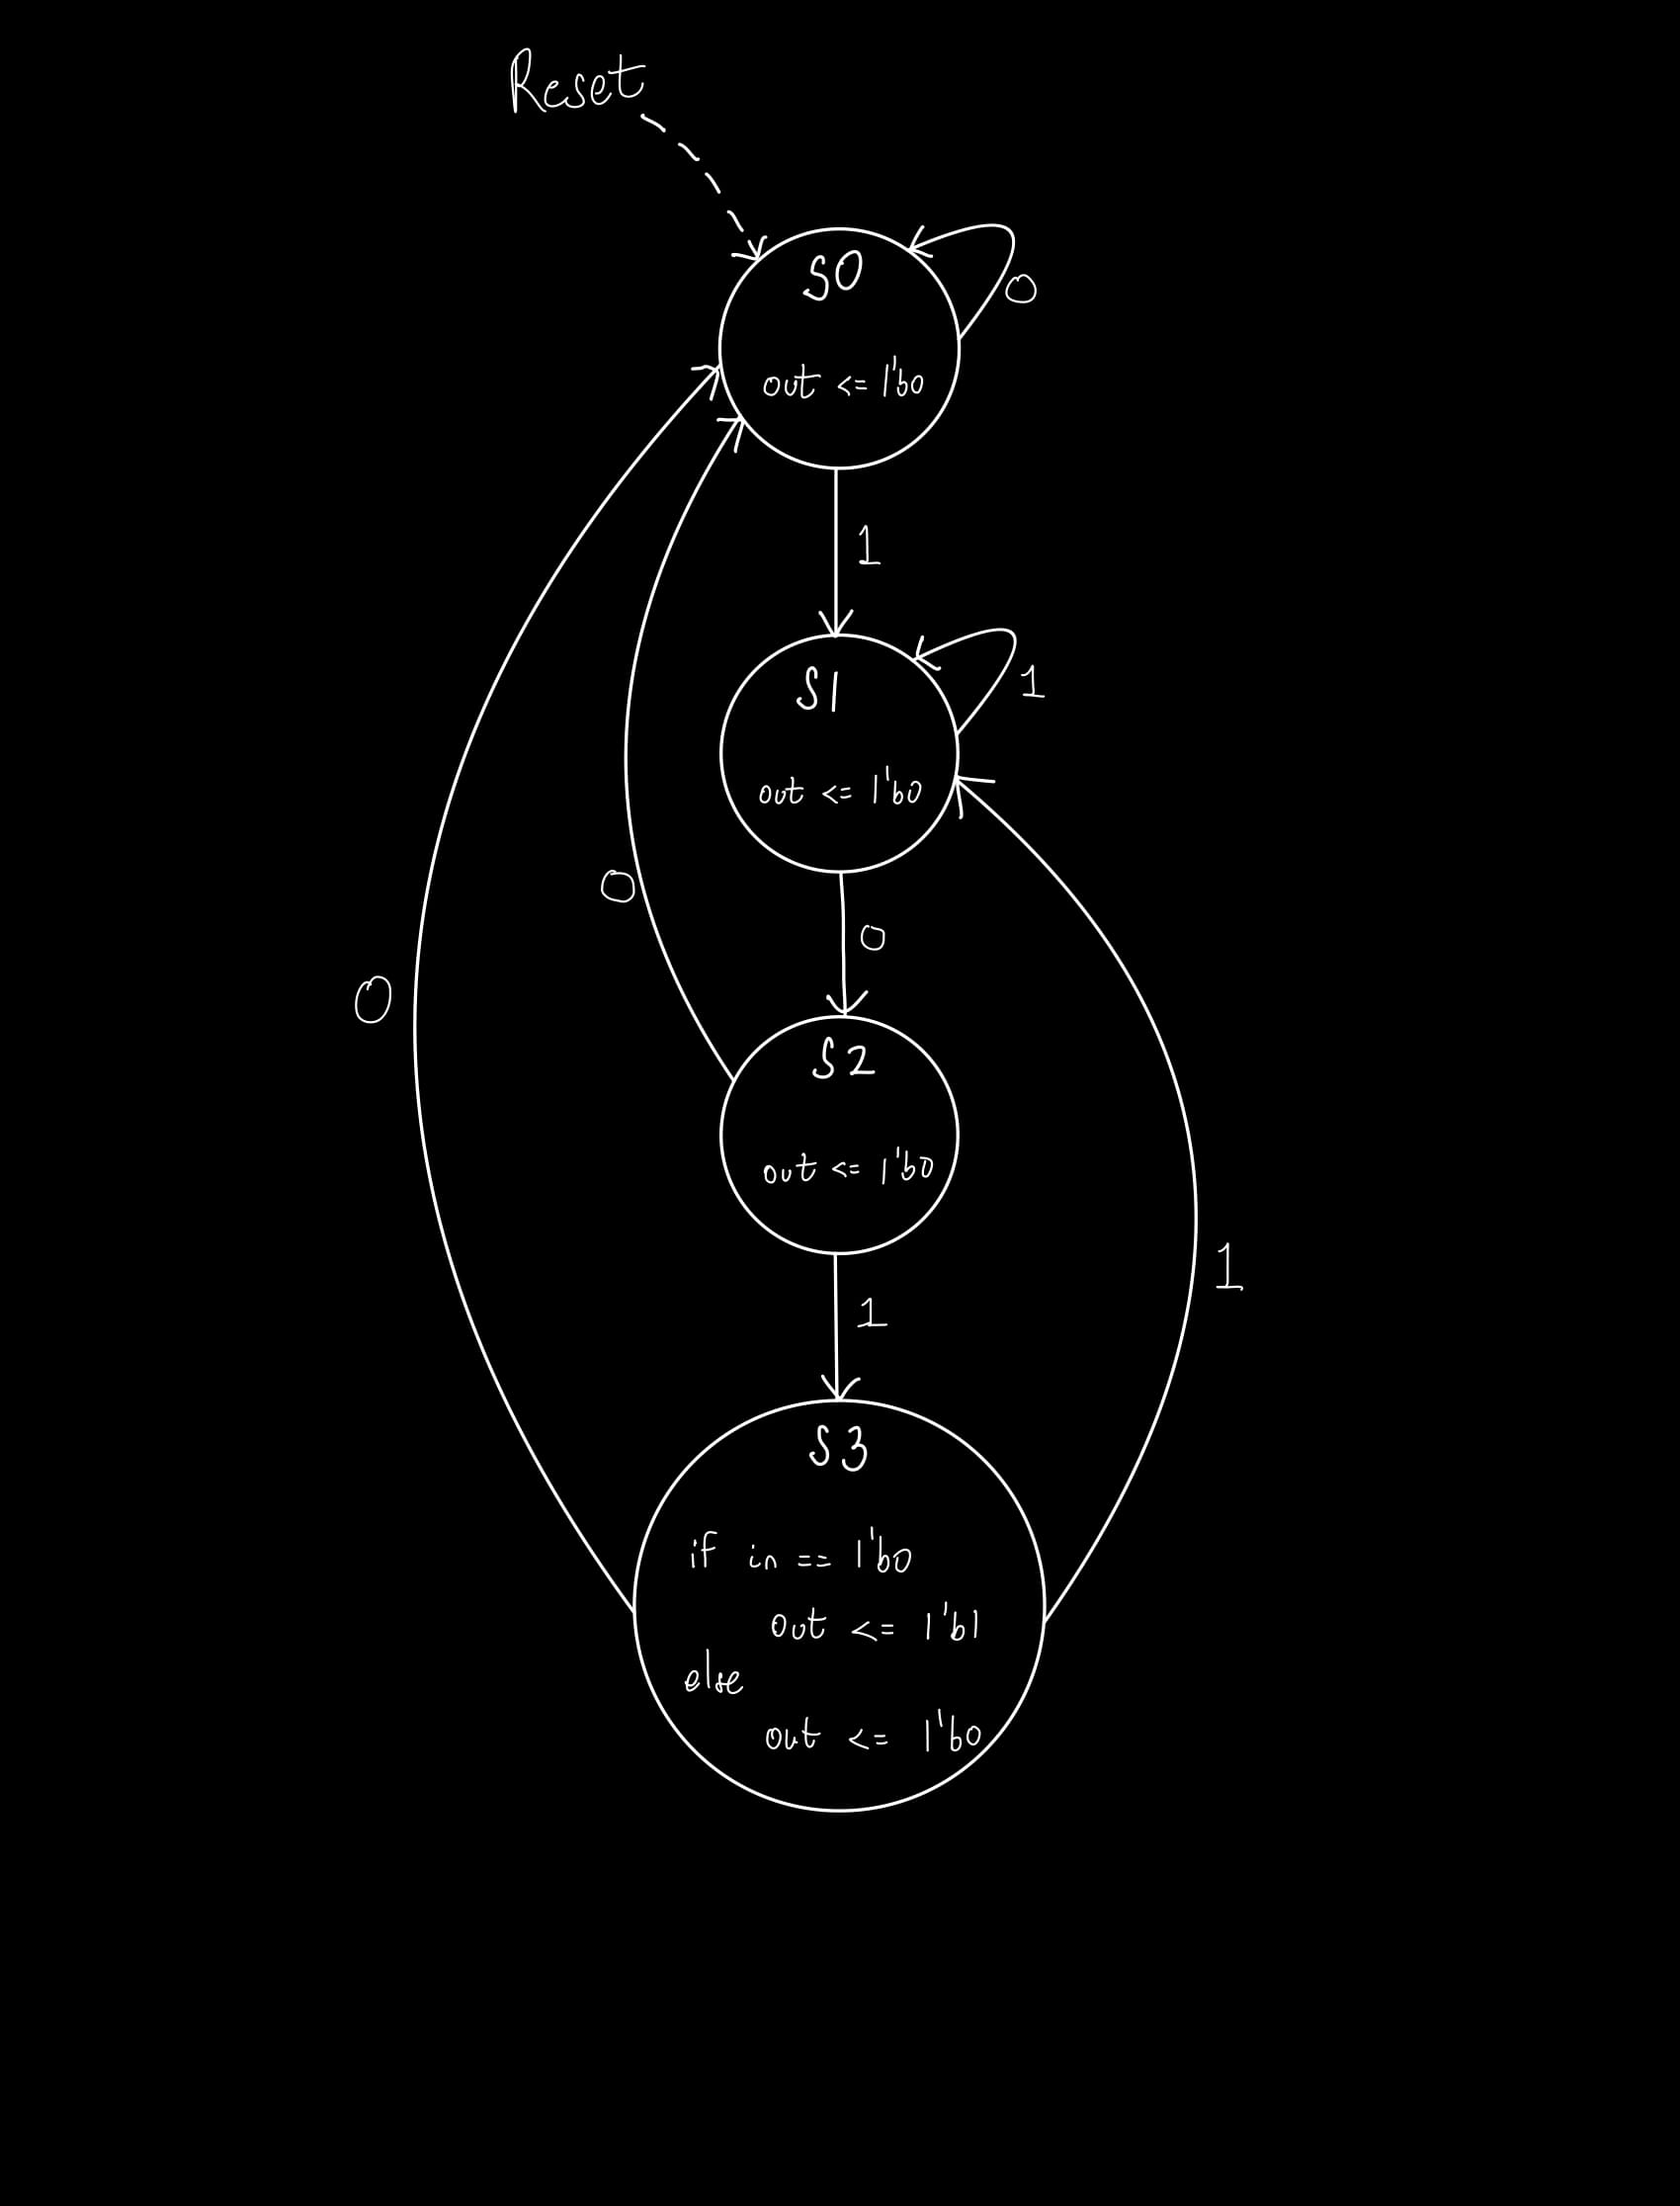 Reset
S0
0
out <= 1'b0
1
S1
1
out <= 1'b0
0
0
0
S2
out <= 1'b0
1
1
S3
if in == 1'b0
out <= 1'b1
else
out <= 1'b0